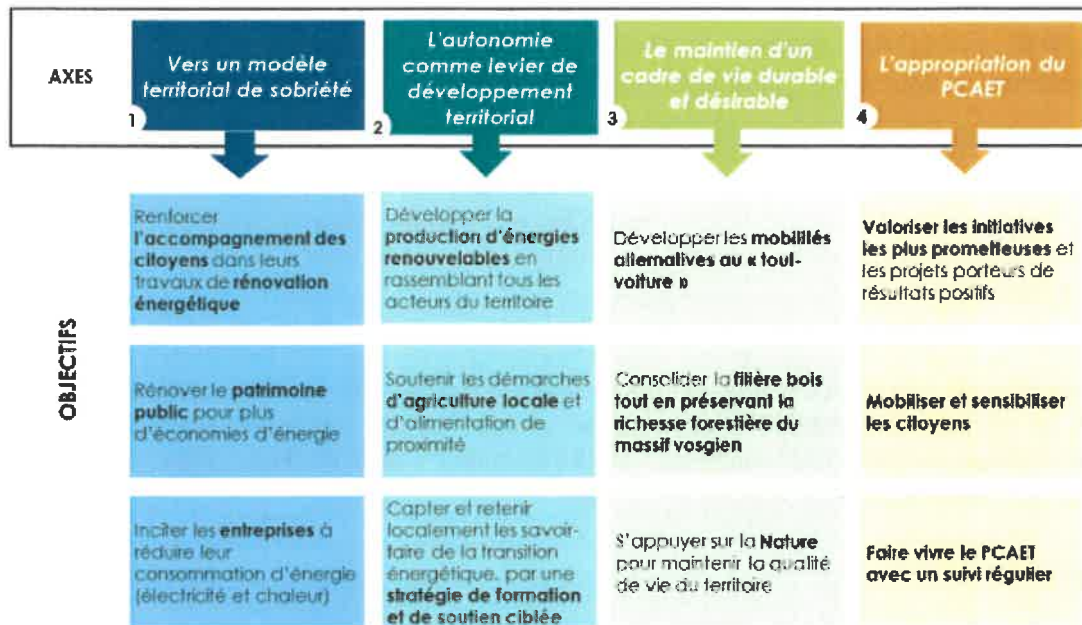 AXES
Vers un modèle
territorial de sobriété
1
L'autonomie
comme levier de
développement
territorial
2
Le maintien d'un
cadre de vie durable
et désirable
3
L'appropriation du
PCAET
4
OBJECTIFS
Renforcer
l'accompagnement des
citoyens dans leurs
travaux de rénovation
énergétique
Développer la
production d'énergies
renouvelables en
rassemblant tous les
acteurs du territoire
Développer les mobilités
alternatives au « tout-
voiture »
Valoriser les initiatives
les plus prometteuses et
les projets porteurs de
résultats positifs
Rénover le patrimoine
public pour plus
d'économies d'énergie
Soutenir les démarches
d'agriculture locale et
d'alimentation de
proximité
Consolider la filière bois
tout en préservant la
richesse forestière du
massif vosgien
Mobiliser et sensibiliser
les citoyens
Inciter les entreprises à
réduire leur
consommation d'énergie
(électricité et chaleur)
Capter et retenir
localement les savoir-
faire de la transition
énergétique, par une
stratégie de formation
et de soutien ciblée
S'appuyer sur la Nature
pour maintenir la qualité
de vie du territoire
Faire vivre le PCAET
avec un suivi régulier